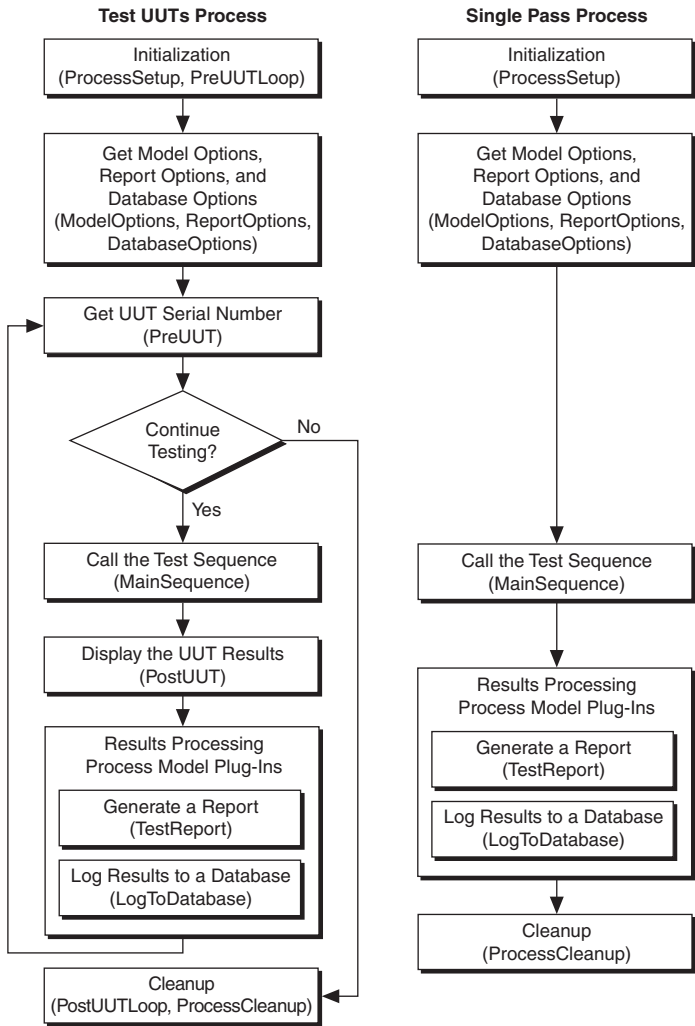 Test UUTs Process
Initialization
(ProcessSetup, PreUUTLoop)
Get Model Options,
Report Options, and
Database Options
(ModelOptions, ReportOptions,
DatabaseOptions)
Get UUT Serial Number
(PreUUT)
Continue
Testing?
No
Yes
Call the Test Sequence
(MainSequence)
Display the UUT Results
(PostUUT)
Results Processing
Process Model Plug-Ins
Generate a Report
(TestReport)
Log Results to a Database
(LogToDatabase)
Cleanup
(PostUUTLoop, ProcessCleanup)
Single Pass Process
Initialization
(ProcessSetup)
Get Model Options,
Report Options, and
Database Options
(ModelOptions, ReportOptions,
DatabaseOptions)
Call the Test Sequence
(MainSequence)
Results Processing
Process Model Plug-Ins
Generate a Report
(TestReport)
Log Results to a Database
(LogToDatabase)
Cleanup
(ProcessCleanup)